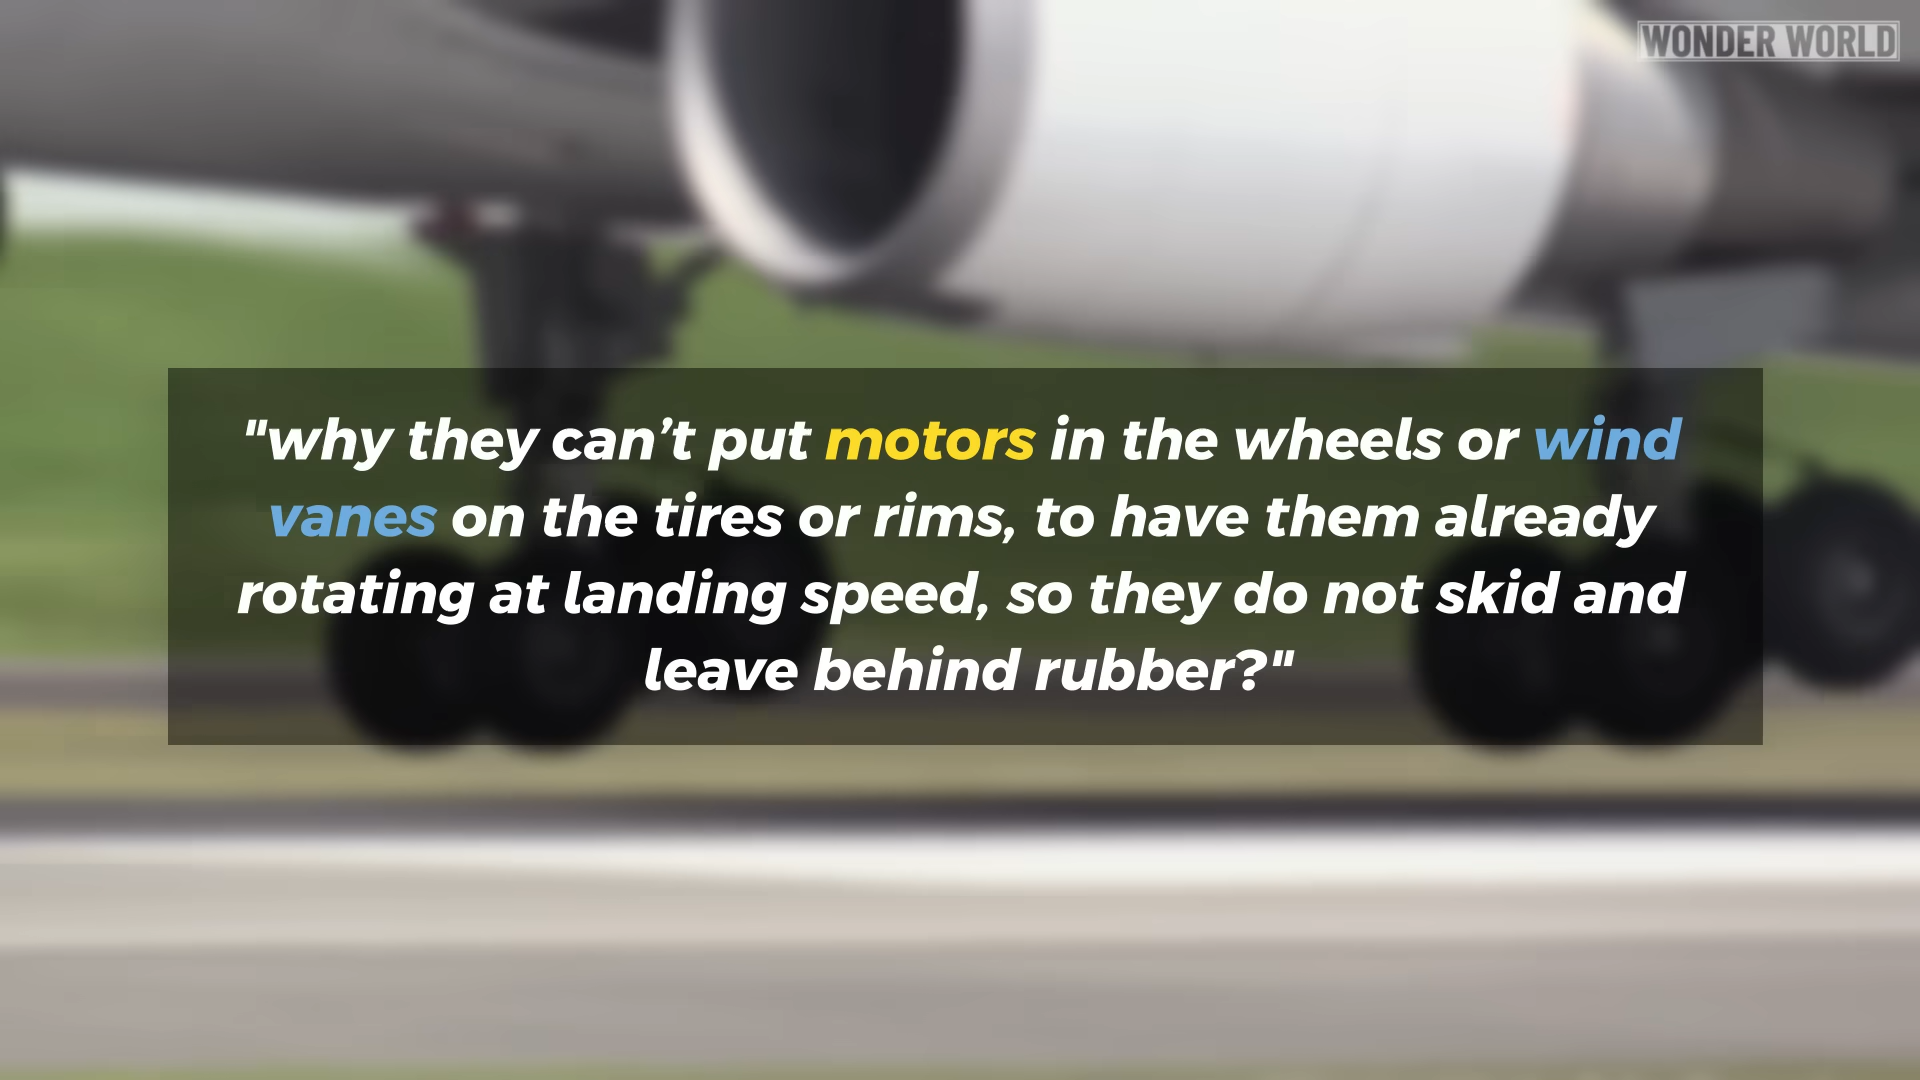 WONDER WORLD
"why they can’t put motors in the wheels or wind
vanes on the tires or rims, to have them already
rotating at landing speed, so they do not skid and
leave behind rubber?"